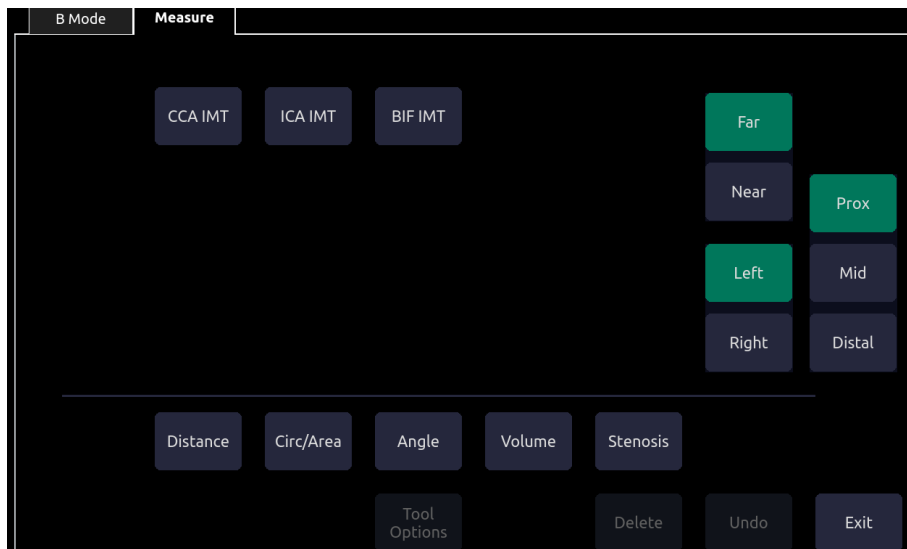 B Mode
Measure
CCA IMT
ICA IMT
BIF IMT
Far
Near
Prox
Left
Mid
Right
Distal
Distance
Circ/Area
Angle
Volume
Stenosis
Tool
Options
Delete
Undo
Exit